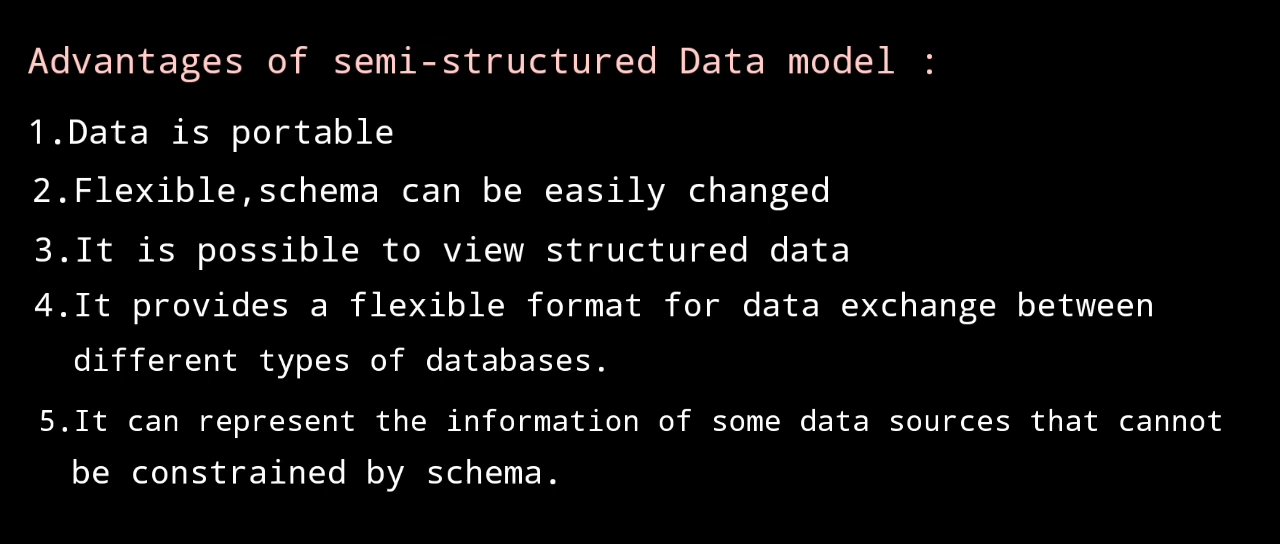 Advantages of semi-structured Data model :
1.Data is portable
2.Flexible,schema can be easily changed
3.It is possible to view structured data
4.It provides a flexible format for data exchange between
different types of databases.
5.It can represent the information of some data sources that cannot
be constrained by schema.